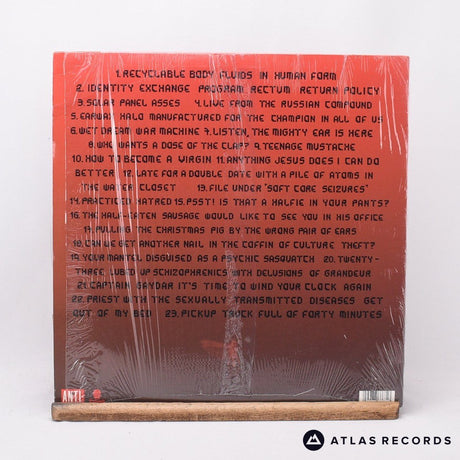 1.RECYCLABLE BODY FLUIDS IN HUMAN FORM
2. IDENTITY EXCHANGE PROGRAM RECTUM RETURN POLICY
3.SOLAR PANEL ASSES 4.LIVE FROM THE RUSSIAN COMPOUND
5.EARWAX HALO MANUFACTURED FOR THE CHAMPION IN ALL OF US
6.WET DREAM WAR MACHINE 7.LISTEN, THE MIGHTY EAR IS HERE
8.WHO WANTS A DOSE OF THE CLAP? 9.TEENAGE MUSTACHE
10.HOW TO BECOME A VIRGIN 11.ANYTHING JESUS DOES I CAN DO
BETTER 12.LATE FOR A DOUBLE DATE WITH A PILE OF ATOMS IN
THE WATER CLOSET 13.FILE UNDER 'SOFT CORE SEIZURES'
14.PRACTICED HATRED 15.PSST! IS THAT A HALFIE IN YOUR PANTS?
16.THE HALF-EATEN SAUSAGE WOULD LIKE TO SEE YOU IN HIS OFFICE
17.PULLING THE CHRISTMAS PIG BY THE WRONG PAIR OF EARS
18.CAN WE GET ANOTHER NAIL IN THE COFFIN OF CULTURE THEFT?
19.YOUR MANTEL DISGUISED AS A PSYCHIC SASQUATCH 20.TWENTY-
THREE LUBED UP SCHIZOPHRENICS WITH DELUSIONS OF GRANDEUR
21.CAPTAIN GAYDAR IT'S TIME TO WIND YOUR CLOCK AGAIN
22.PRIEST WITH THE SEXUALLY TRANSMITTED DISEASES GET
OUT OF MY BED 23.PICKUP TRUCK FULL OF FORTY MINUTES
ANTI
ATLAS RECORDS